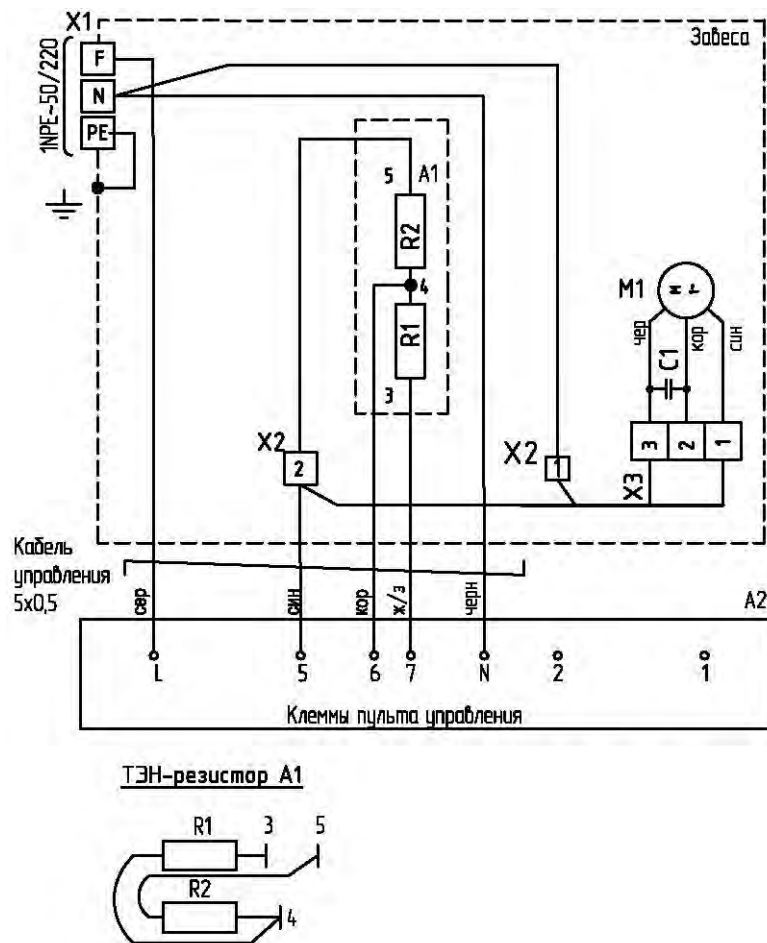 X1
Завеса
F
N
PE
1NPE~50/220
5
A1
R2
4
R1
3
M1
чер
кор
син
C1
X2
2
X2
1
3
2
1
X3
Кабель
управления
5x0,5
сер
син
кор
ж/з
черн
A2
L
5
6
7
N
2
1
Клеммы пульта управления
ТЭН-резистор А1
R1
3
5
R2
4